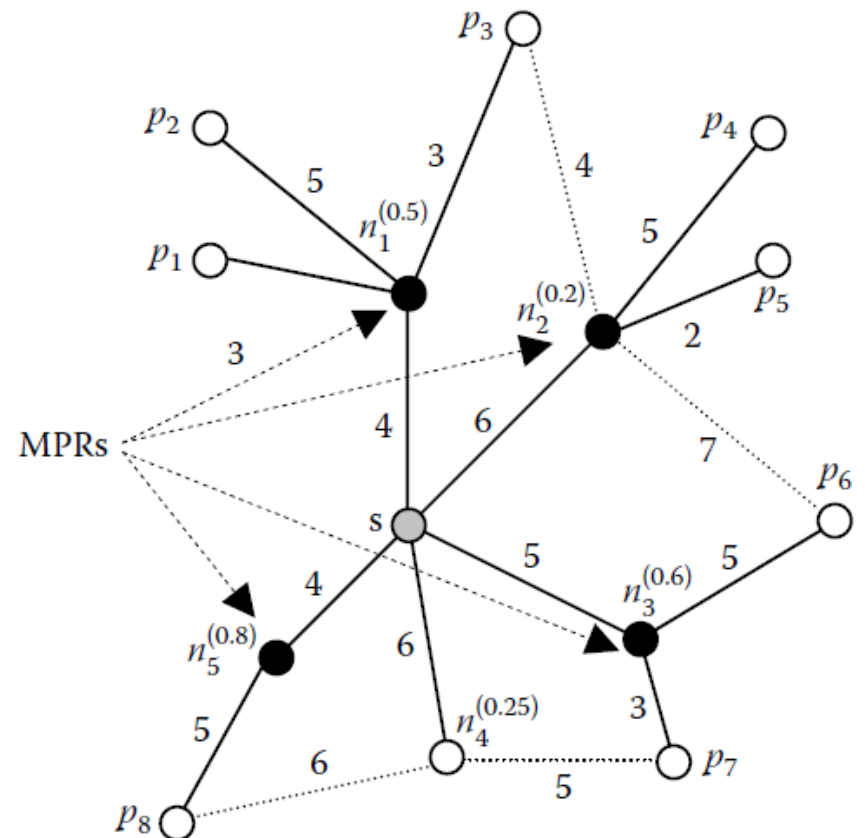 p₃
p₂
p₄
5
3
4
n₁^(0.5)
5
p₁
n₂^(0.2)
p₅
2
3
MPRs
4
6
7
p₆
s
5
5
4
n₃^(0.6)
n₅^(0.8)
6
3
n₄^(0.25)
5
6
5
p₇
p₈